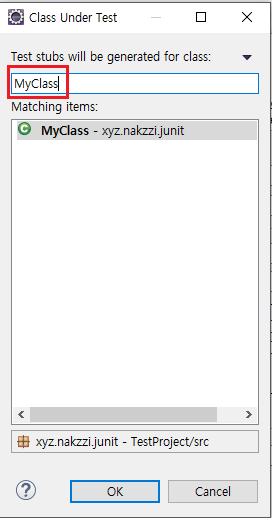 Class Under Test
Test stubs will be generated for class:
MyClass
Matching items:
MyClass - xyz.nakzzi.junit
xyz.nakzzi.junit - TestProject/src
OK
Cancel